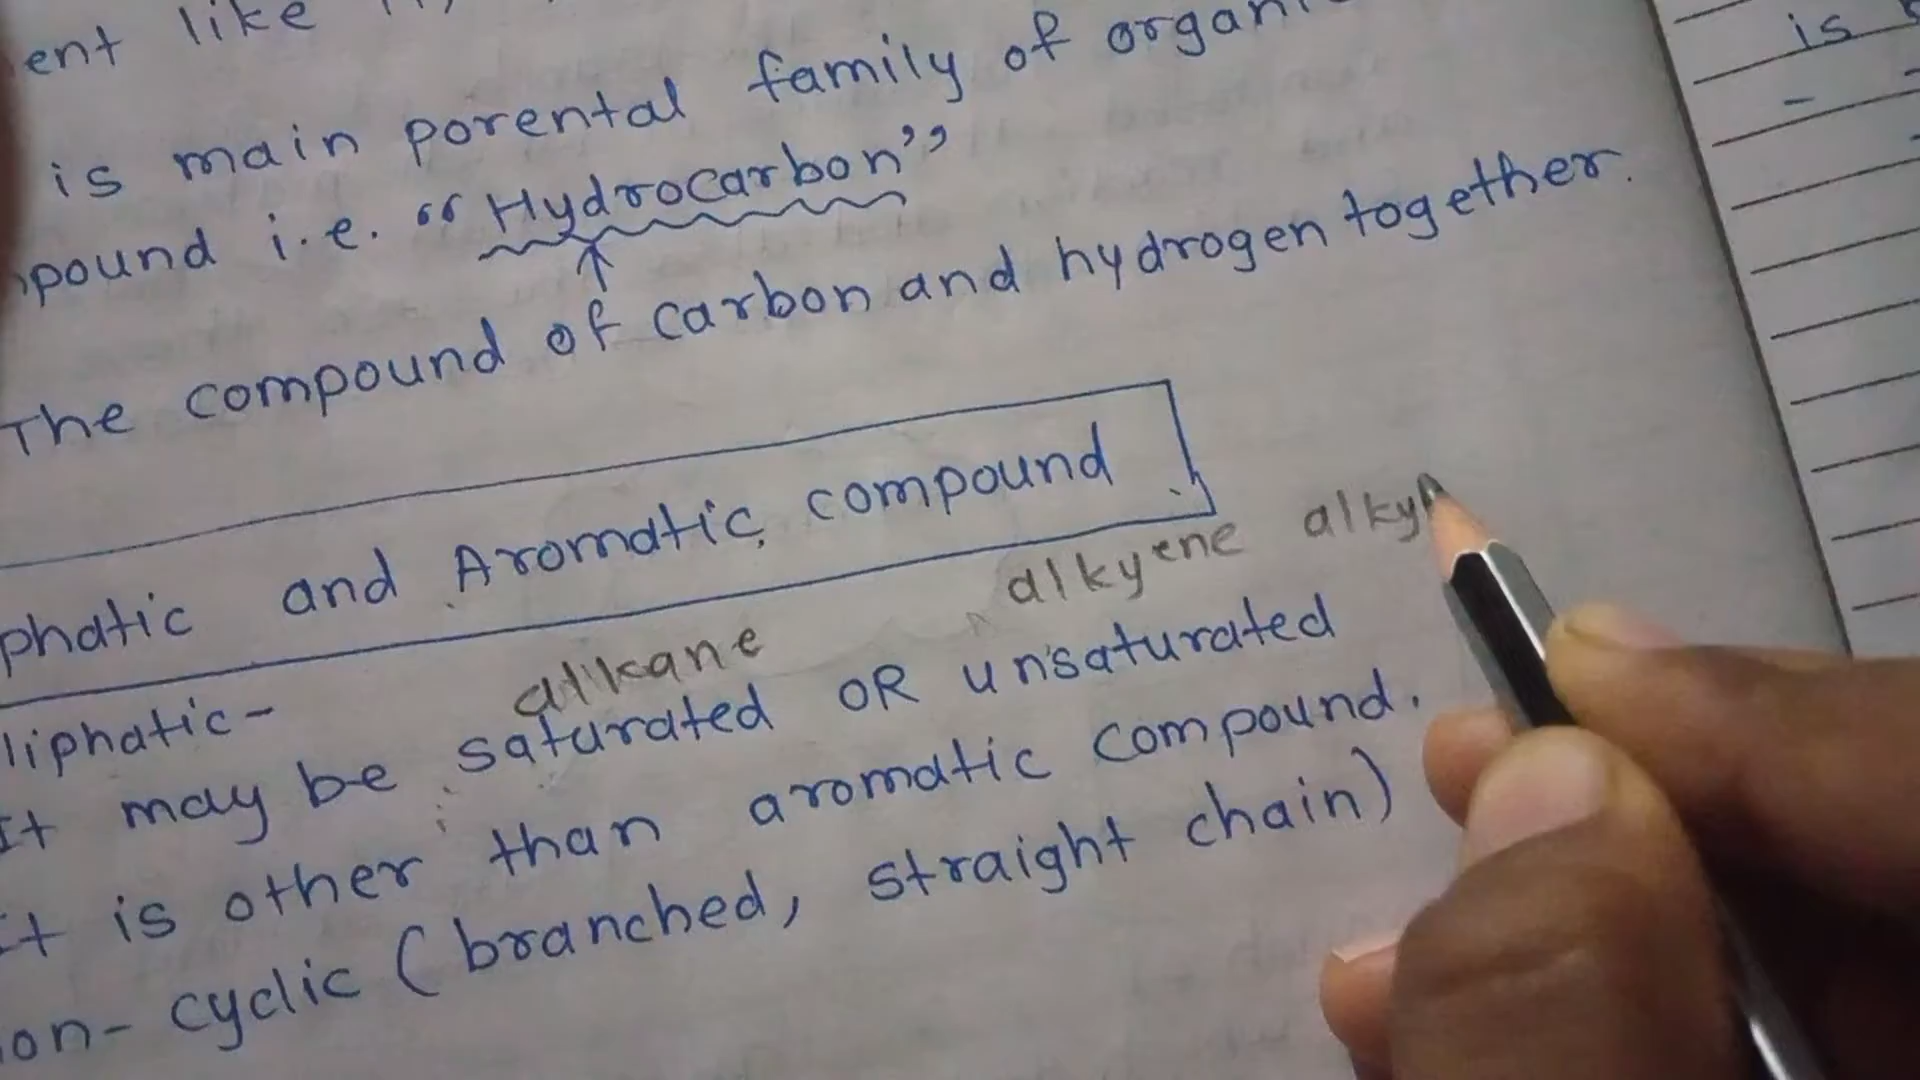 ent like
is main porental family of
pound i.e. "Hydrocarbon"
The compound of carbon and hydrogen together.
phatic and Aromatic compound
alkyene alky
alkane
liphatic-
It may be saturated OR unsaturated
It is other than aromatic compound.
on-cyclic (branched, straight chain)
is